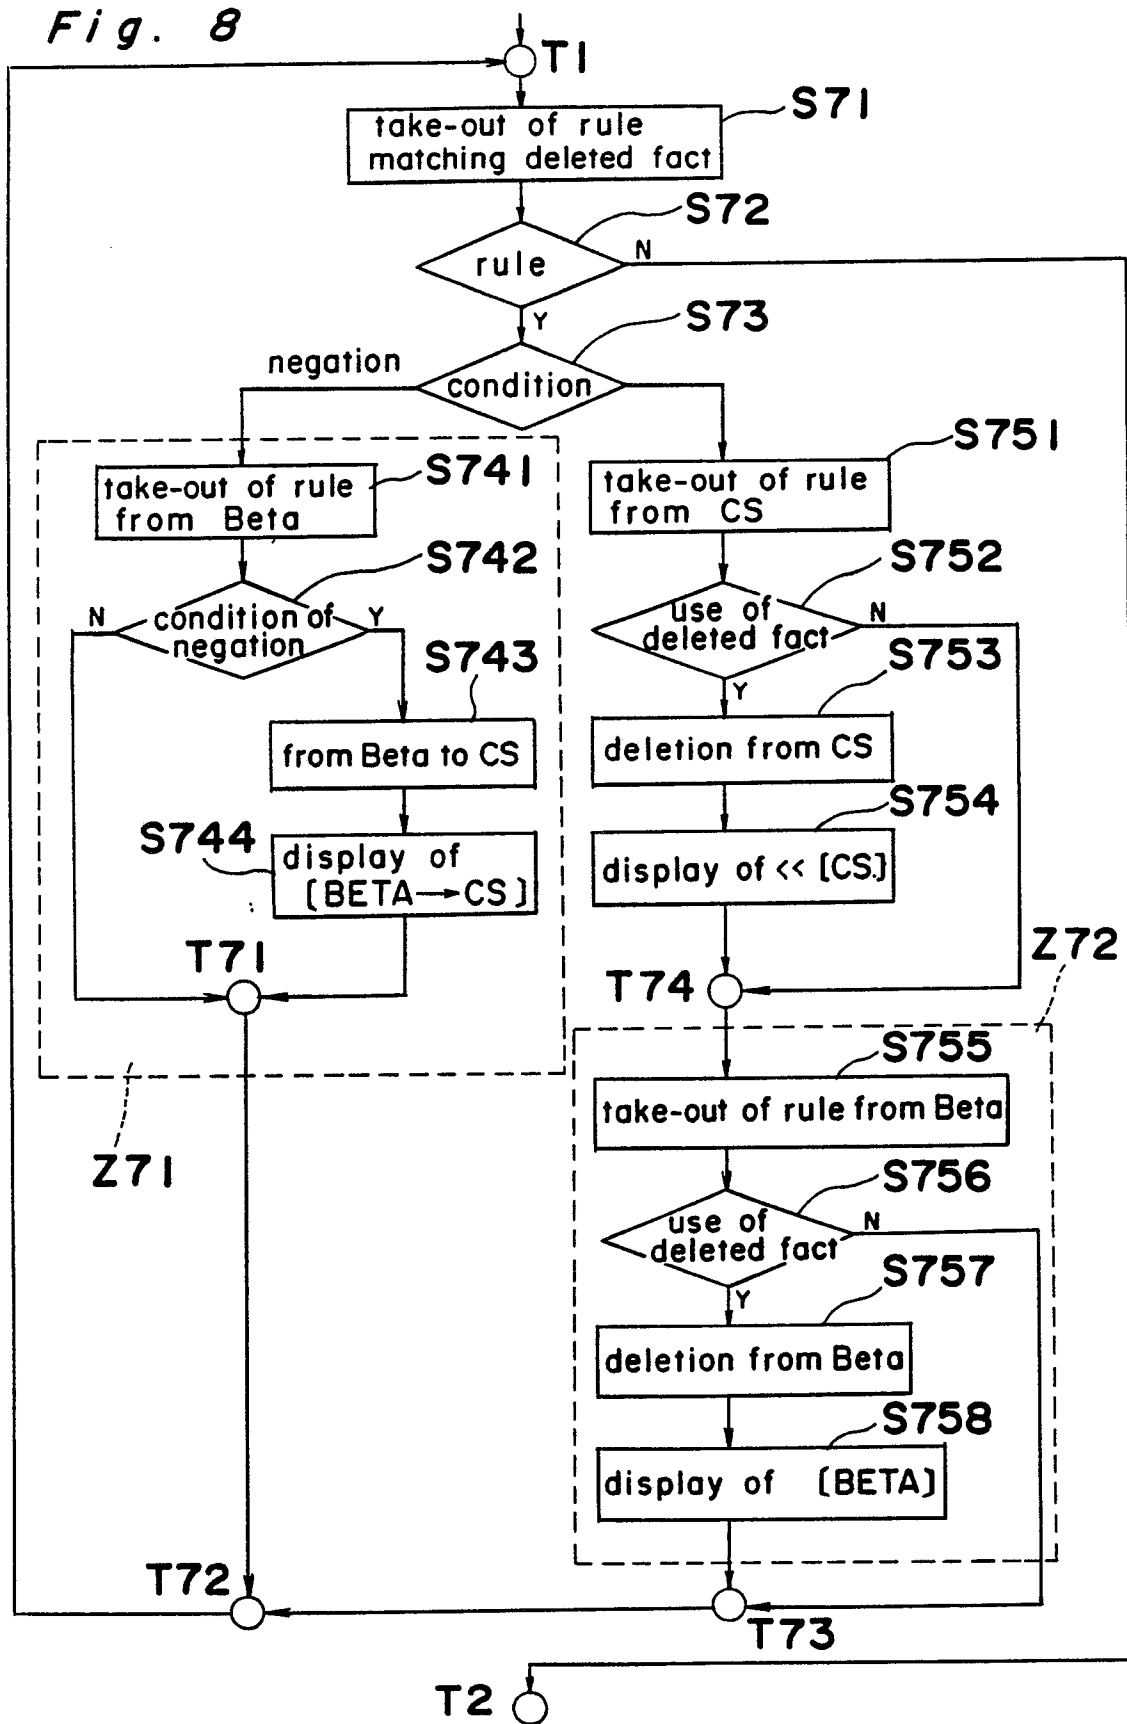 Fig. 8
T1
S71
take-out of rule
matching deleted fact
S72
rule
N
Y
S73
negation
condition
S741
take-out of rule
from Beta
S751
take-out of rule
from CS
S742
condition of
negation
N
Y
S752
use of
deleted fact
N
Y
S743
from Beta to CS
S753
deletion from CS
S744
display of
[BETA→CS]
S754
display of << [CS.]
T71
T74
Z72
Z71
S755
take-out of rule from Beta
S756
use of
deleted fact
N
Y
S757
deletion from Beta
S758
display of [BETA]
T72
T73
T2